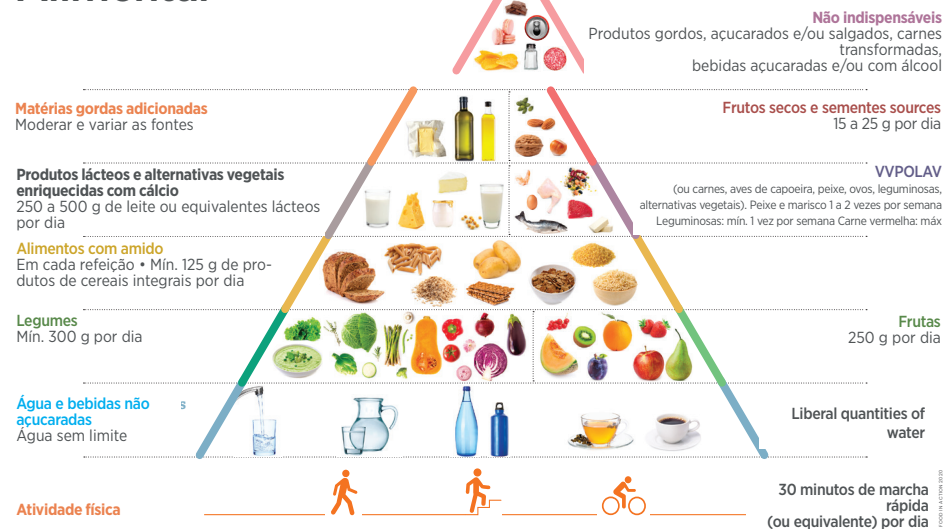 Não indispensáveis
Produtos gordos, açucarados e/ou salgados, carnes
transformadas,
bebidas açucaradas e/ou com álcool
Matérias gordas adicionadas
Moderar e variar as fontes
Frutos secos e sementes sources
15 a 25 g por dia
Produtos lácteos e alternativas vegetais
enriquecidas com cálcio
250 a 500 g de leite ou equivalentes lácteos
por dia
VVPOLAV
(ou carnes, aves de capoeira, peixe, ovos, leguminosas,
alternativas vegetais). Peixe e marisco 1 a 2 vezes por semana
Leguminosas: mín. 1 vez por semana Carne vermelha: máx
Alimentos com amido
Em cada refeição • Mín. 125 g de pro-
dutos de cereais integrais por dia
Legumes
Mín. 300 g por dia
Frutas
250 g por dia
Água e bebidas não
açucaradas
Água sem limite
s
Liberal quantities of
water
Atividade física
30 minutos de marcha
rápida
(ou equivalente) por dia
FOOD IN ACTION 2020